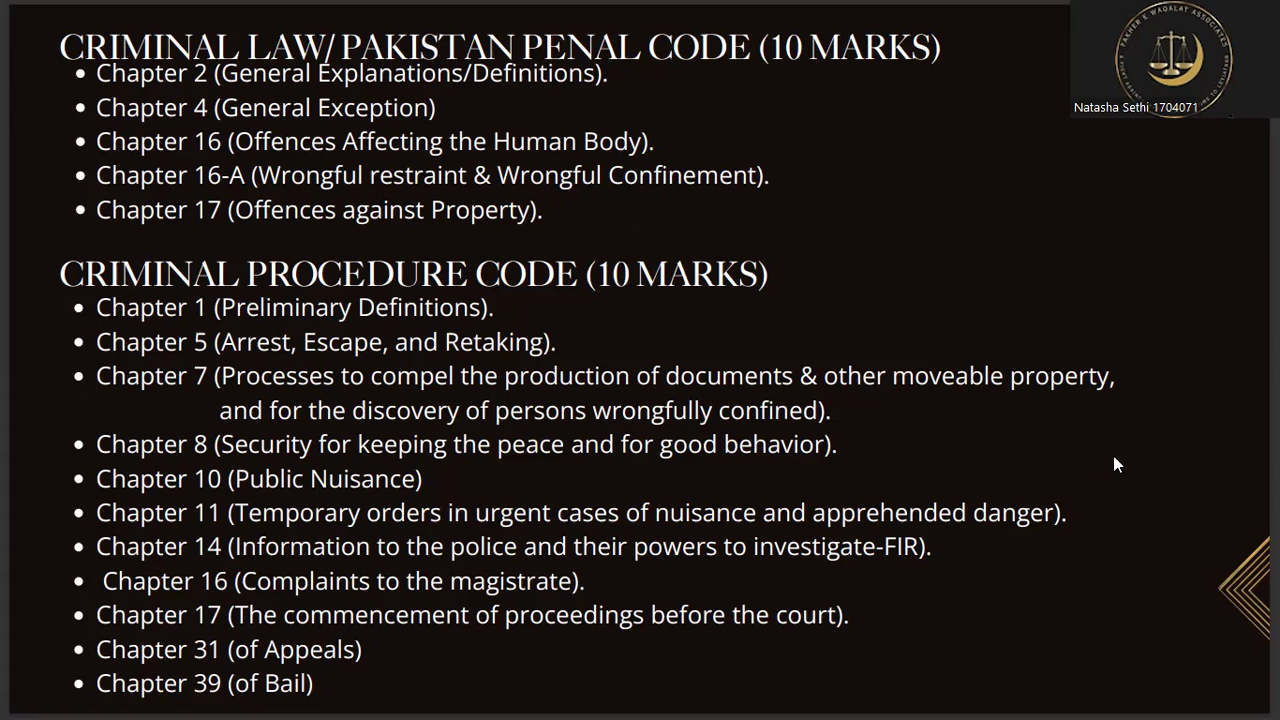 CRIMINAL LAW/ PAKISTAN PENAL CODE (10 MARKS)
• Chapter 2 (General Explanations/Definitions).
• Chapter 4 (General Exception)
• Chapter 16 (Offences Affecting the Human Body).
• Chapter 16-A (Wrongful restraint & Wrongful Confinement).
• Chapter 17 (Offences against Property).
CRIMINAL PROCEDURE CODE (10 MARKS)
• Chapter 1 (Preliminary Definitions).
• Chapter 5 (Arrest, Escape, and Retaking).
• Chapter 7 (Processes to compel the production of documents & other moveable property,
and for the discovery of persons wrongfully confined).
• Chapter 8 (Security for keeping the peace and for good behavior).
• Chapter 10 (Public Nuisance)
• Chapter 11 (Temporary orders in urgent cases of nuisance and apprehended danger).
• Chapter 14 (Information to the police and their powers to investigate-FIR).
• Chapter 16 (Complaints to the magistrate).
• Chapter 17 (The commencement of proceedings before the court).
• Chapter 31 (of Appeals)
• Chapter 39 (of Bail)
FAKHER E WAQALAT ASSOCIATES
Natasha Sethi 1704071